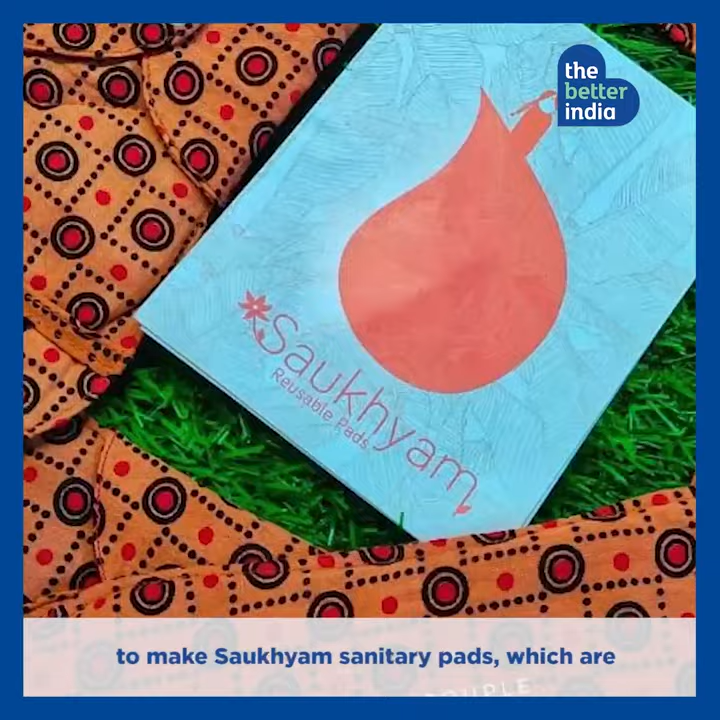 the
better
india
Saukhyam
Reusable Pads
to make Saukhyam sanitary pads, which are